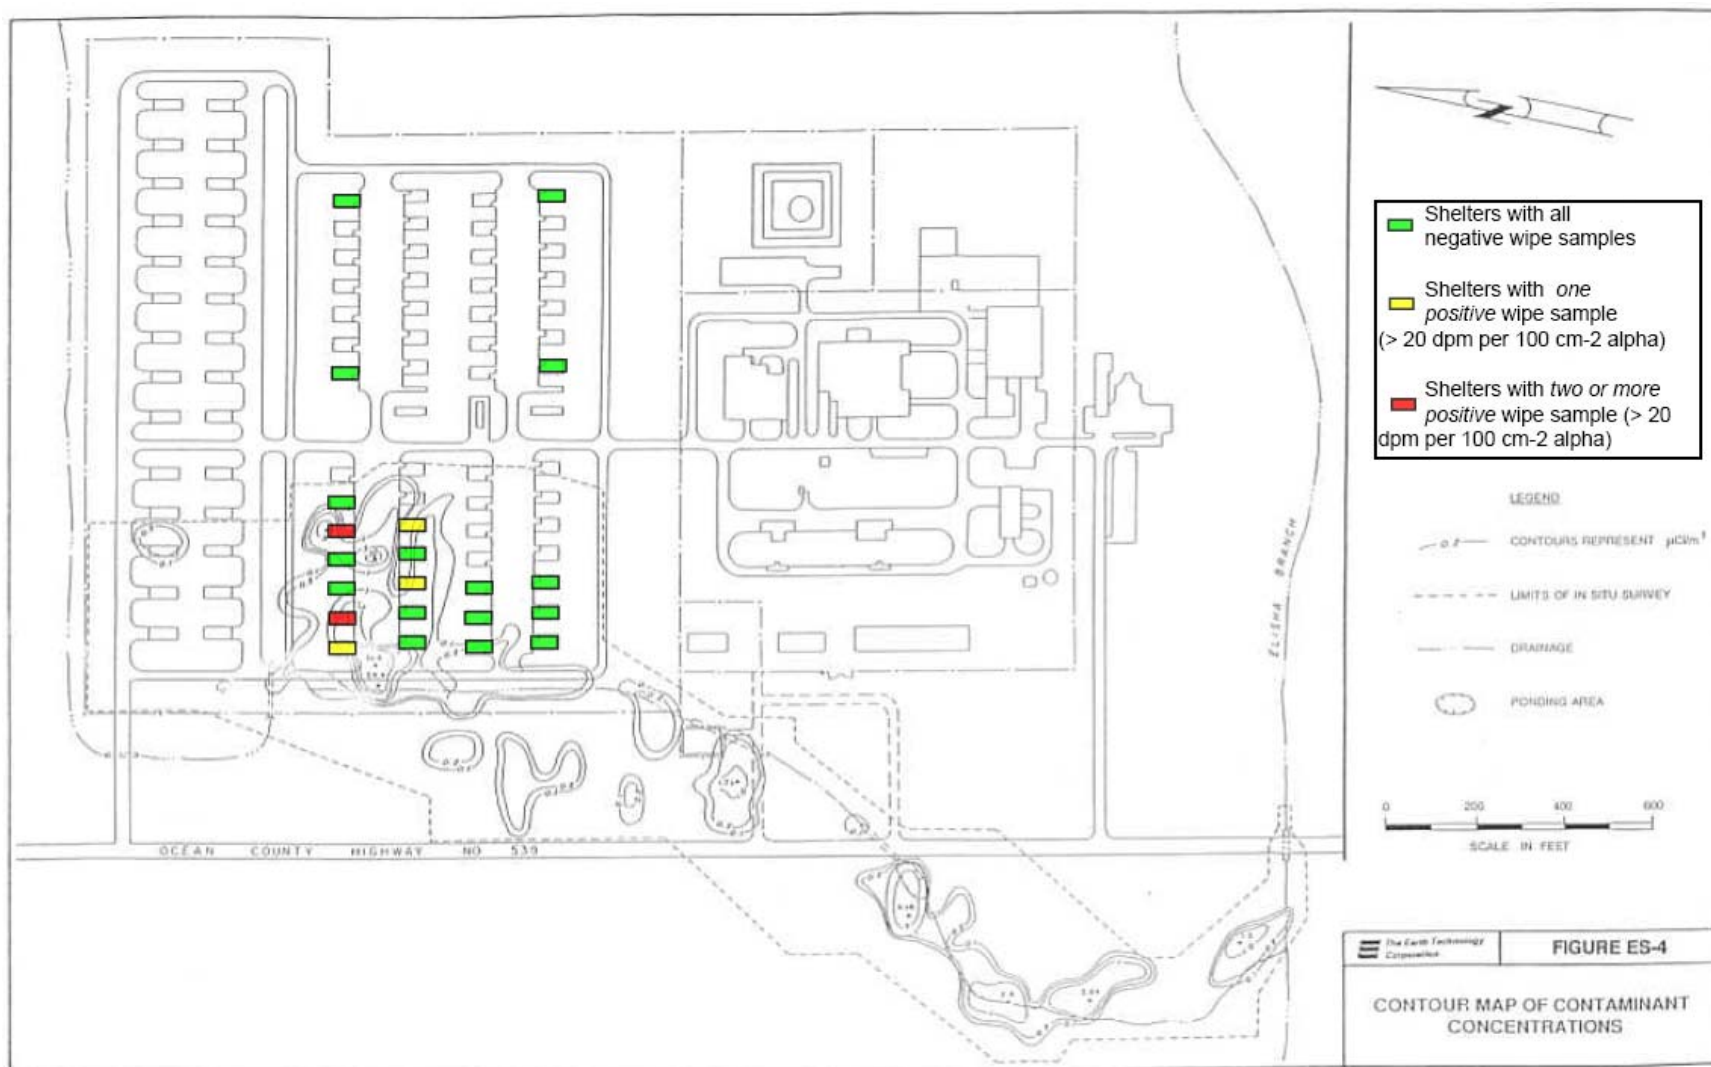 Shelters with all
negative wipe samples
Shelters with one
positive wipe sample
(> 20 dpm per 100 cm-2 alpha)
Shelters with two or more
positive wipe sample (> 20
dpm per 100 cm-2 alpha)
LEGEND
0.2
CONTOURS REPRESENT
LIMITS OF IN SITU SURVEY
DRAINAGE
PONDING AREA
0 200 400 600
SCALE IN FEET
ELISHA BRANCH
OCEAN COUNTY HIGHWAY NO 539
The Earth Technology
Corporation
FIGURE ES-4
CONTOUR MAP OF CONTAMINANT
CONCENTRATIONS